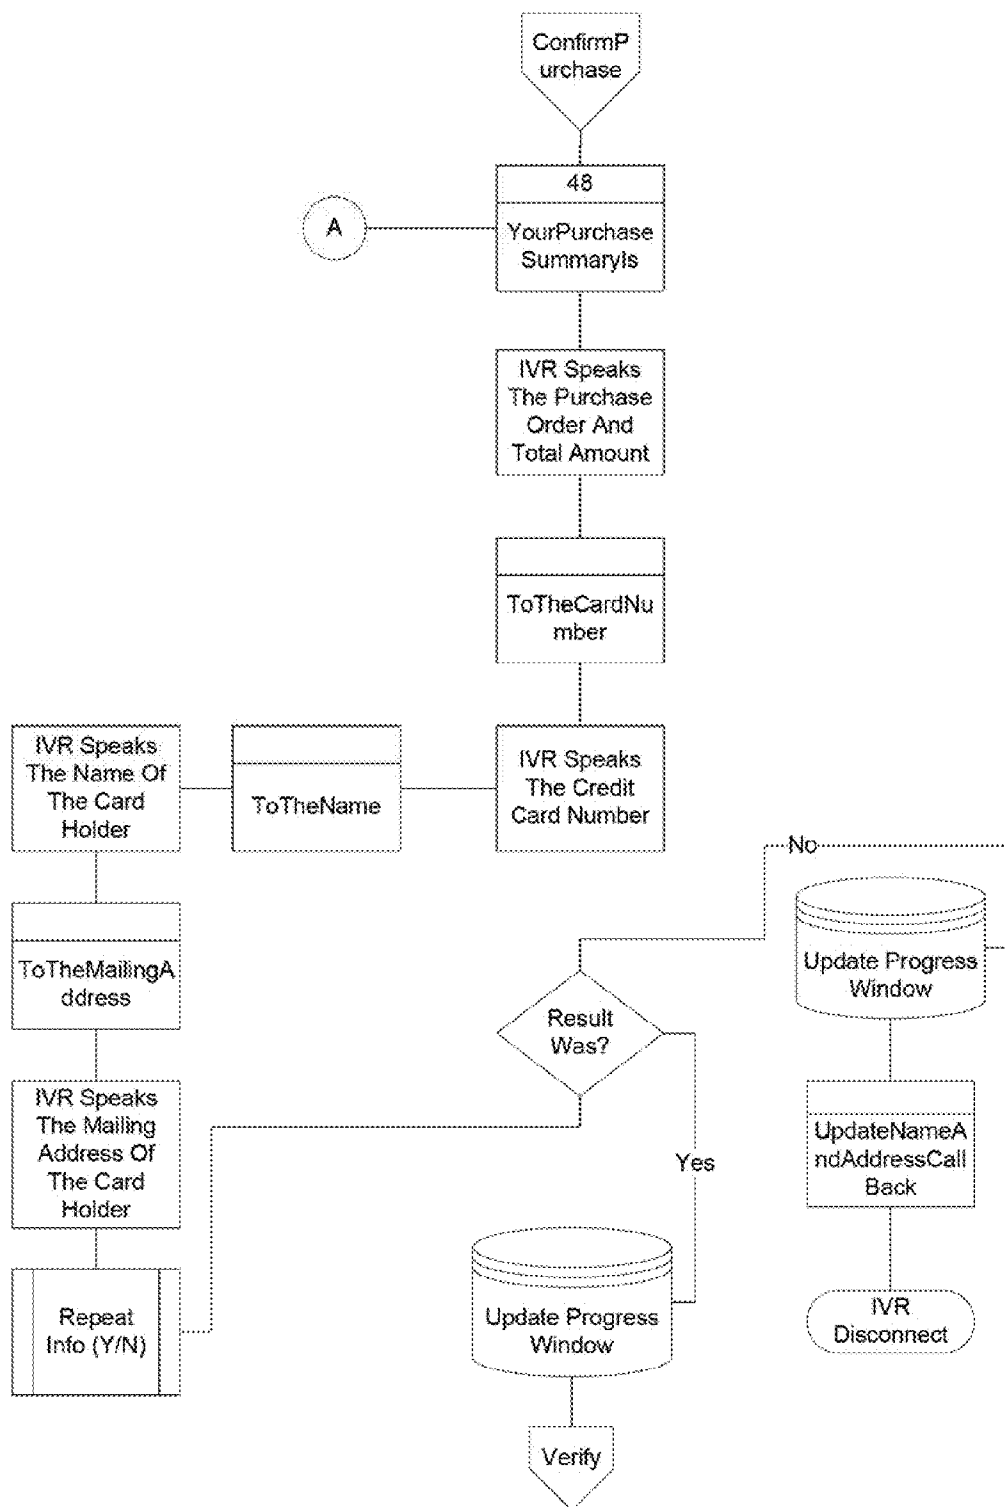 ConfirmP
urchase
48
A
YourPurchase
SummaryIs
IVR Speaks
The Purchase
Order And
Total Amount
ToTheCardNu
mber
IVR Speaks
The Credit
Card Number
ToTheName
IVR Speaks
The Name Of
The Card
Holder
ToTheMailingA
ddress
IVR Speaks
The Mailing
Address Of
The Card
Holder
Repeat
Info (Y/N)
Result
Was?
No
Update Progress
Window
UpdateNameA
ndAddressCall
Back
IVR
Disconnect
Yes
Update Progress
Window
Verify